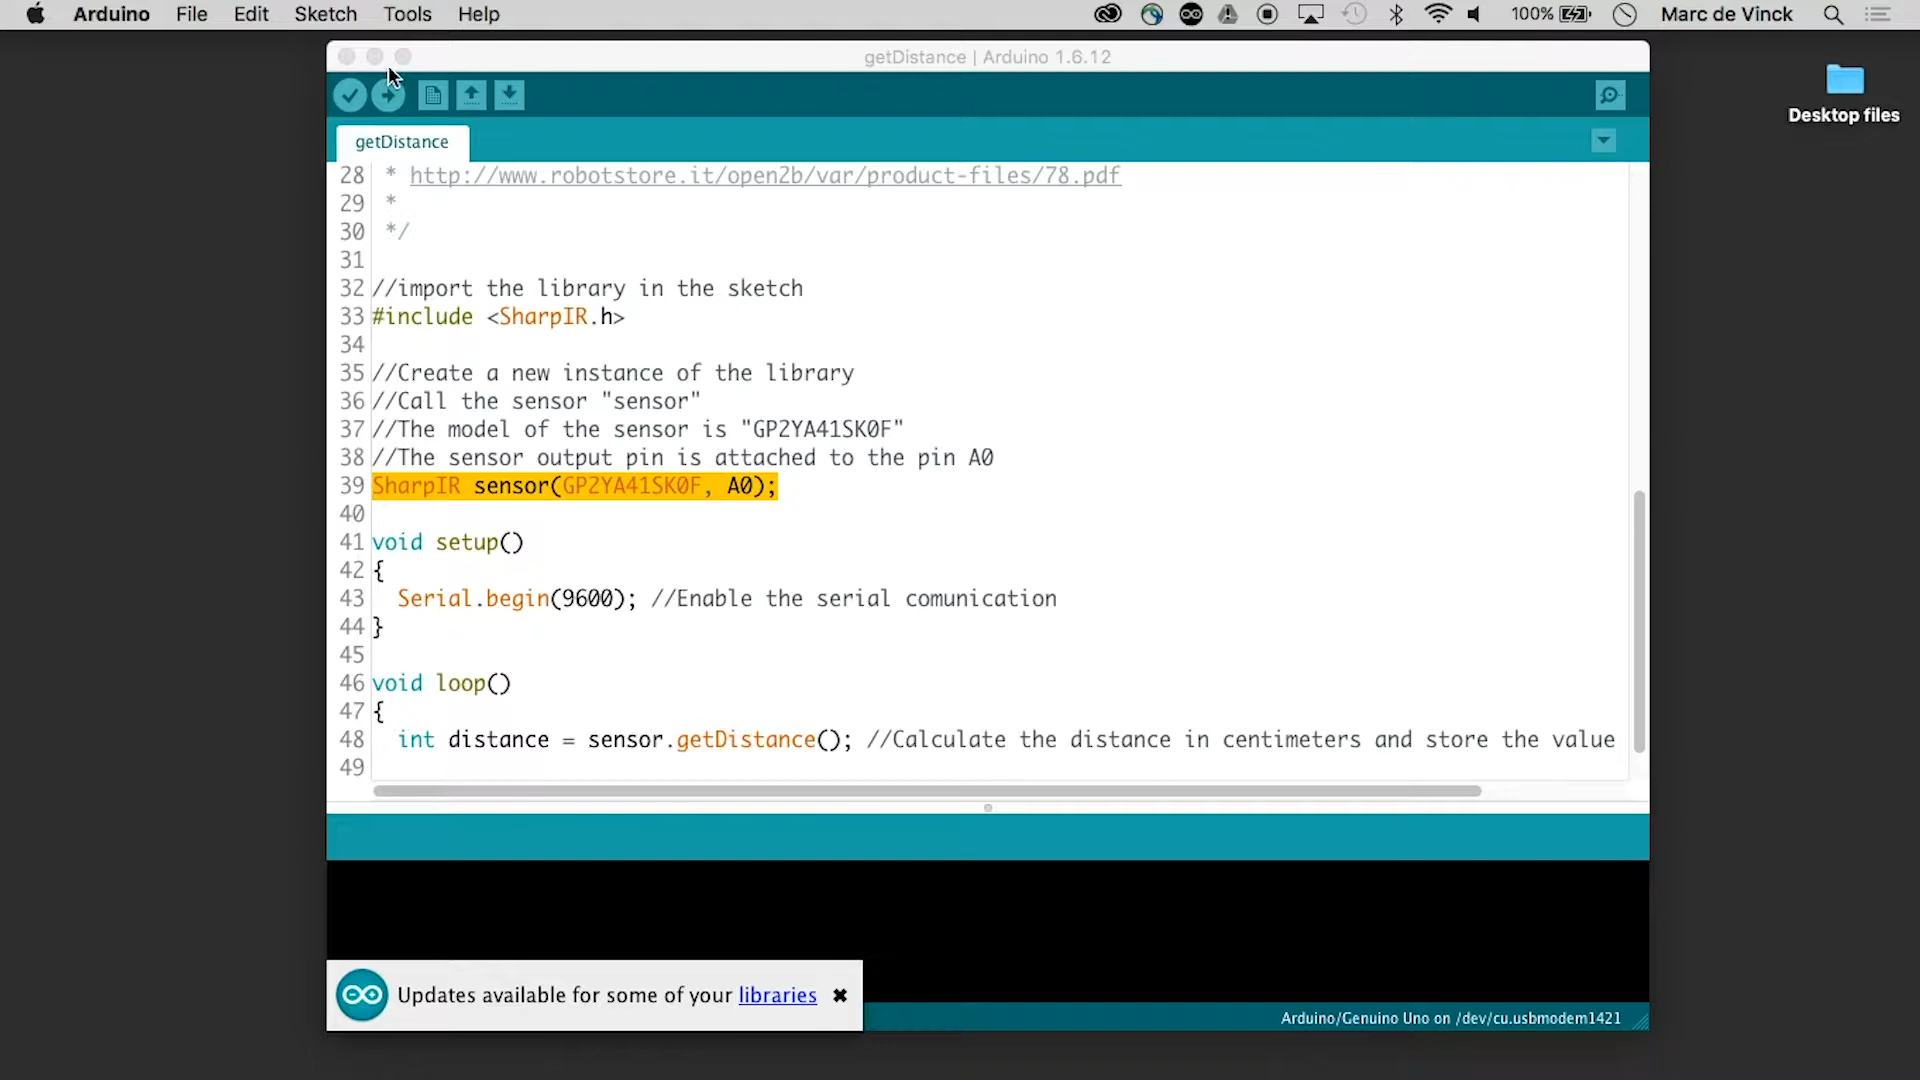 Arduino File Edit Sketch Tools Help 100% Marc de Vinck
getDistance | Arduino 1.6.12
Desktop files
getDistance
28 * http://www.robotstore.it/open2b/var/product-files/78.pdf
29 *
30 */
31
32 //import the library in the sketch
33 #include <SharpIR.h>
34
35 //Create a new instance of the library
36 //Call the sensor "sensor"
37 //The model of the sensor is "GP2YA41SK0F"
38 //The sensor output pin is attached to the pin A0
39 SharpIR sensor(GP2YA41SK0F, A0);
40
41 void setup()
42 {
43 Serial.begin(9600); //Enable the serial comunication
44 }
45
46 void loop()
47 {
48 int distance = sensor.getDistance(); //Calculate the distance in centimeters and store the value
49
Updates available for some of your libraries ✖
Arduino/Genuino Uno on /dev/cu.usbmodem1421